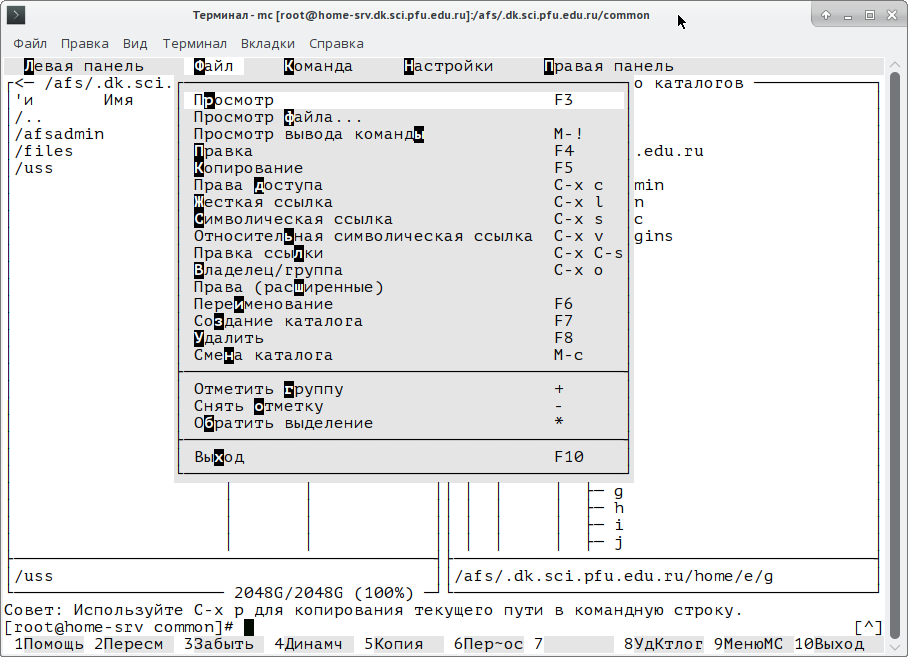 Терминал - mc [root@home-srv.dk.sci.pfu.edu.ru]:/afs/.dk.sci.pfu.edu.ru/common
Файл Правка Вид Терминал Вкладки Справка
Левая панель Файл Команда Настройки Правая панель
<─ /afs/.dk.sci. о каталогов
'и Имя
/..
/afsadmin
/files
/uss
Просмотр F3
Просмотр файла...
Просмотр вывода команды M-!
Правка F4 .edu.ru
Копирование F5
Права доступа C-x c min
Жесткая ссылка C-x l n
Символическая ссылка C-x s c
Относительная символическая ссылка C-x v gins
Правка ссылки C-x C-s
Владелец/группа C-x o
Права (расширенные)
Переименование F6
Создание каталога F7
Удалить F8
Смена каталога M-c
Отметить группу +
Снять отметку -
Обратить выделение *
Выход F10
g
h
i
j
/uss /afs/.dk.sci.pfu.edu.ru/home/e/g
2048G/2048G (100%)
Совет: Используйте C-x p для копирования текущего пути в командную строку.
[root@home-srv common]# [^]
1Помощь 2Пересм 3Забыть 4Динамч 5Копия 6Пер~ос 7 8УдКтлог 9МенюМС 10Выход